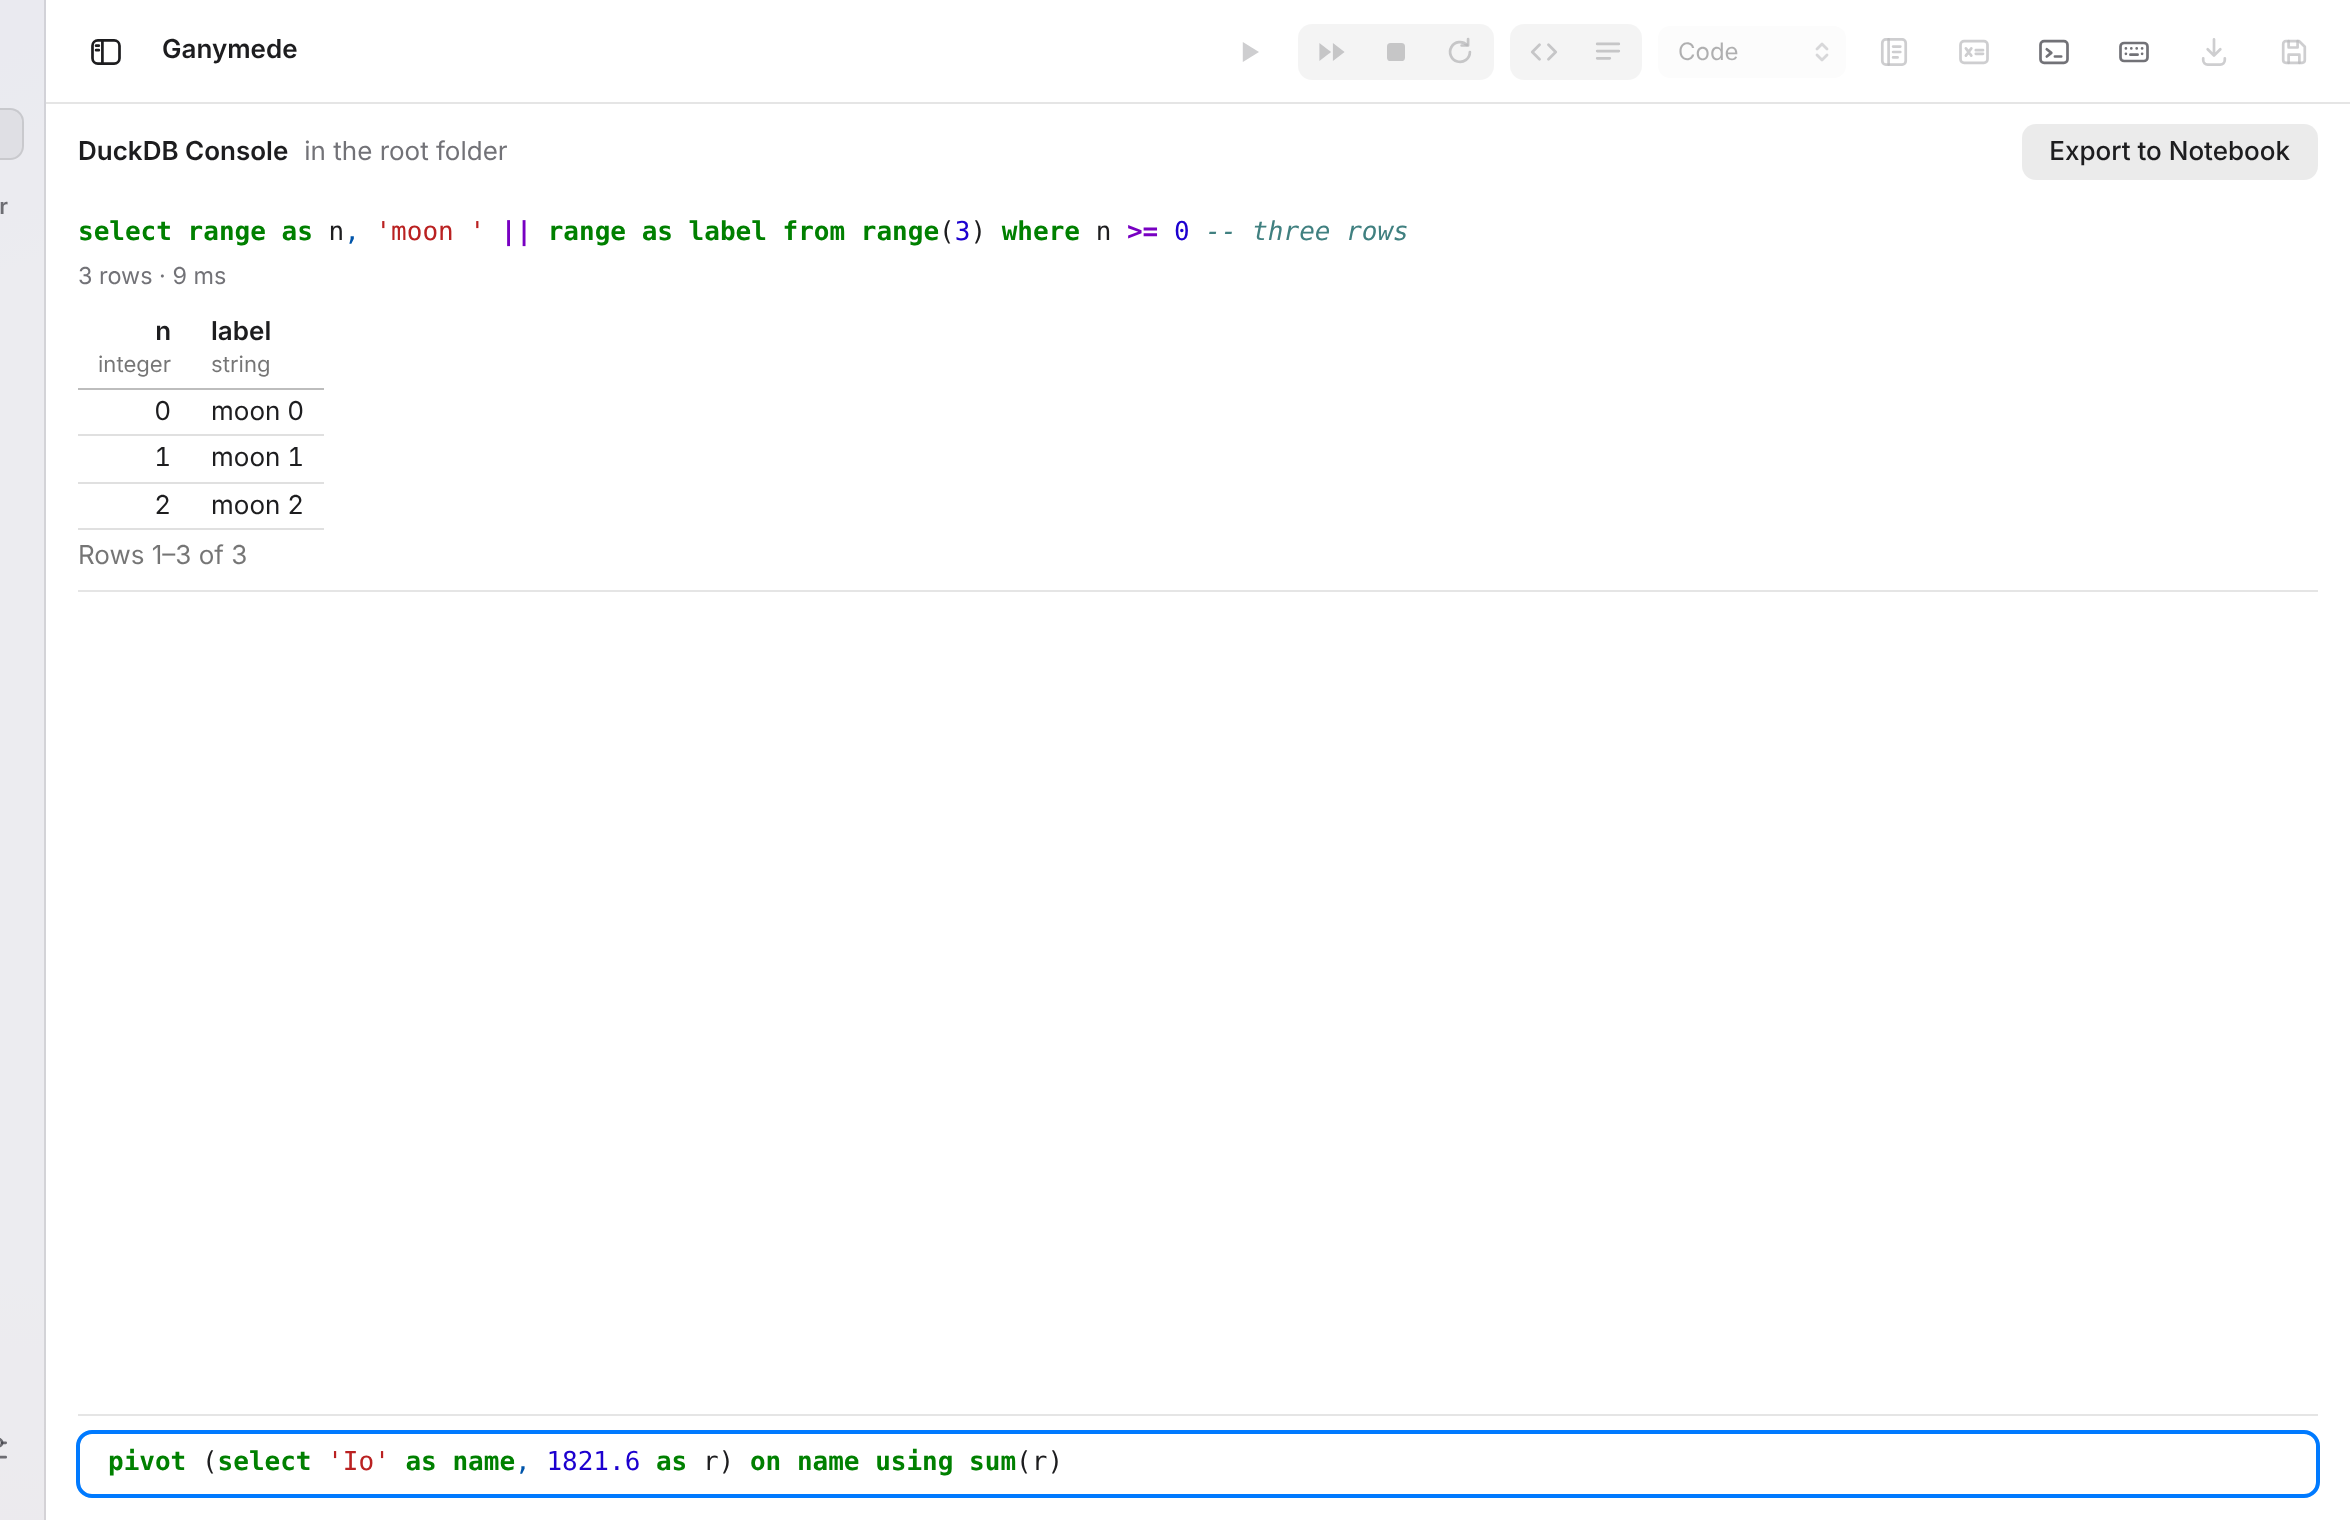 Ganymede
Code
DuckDB Console in the root folder
Export to Notebook
r
select range as n, 'moon ' || range as label from range(3) where n >= 0 -- three rows
3 rows · 9 ms
n label
integer string
0 moon 0
1 moon 1
2 moon 2
Rows 1–3 of 3
pivot (select 'Io' as name, 1821.6 as r) on name using sum(r)